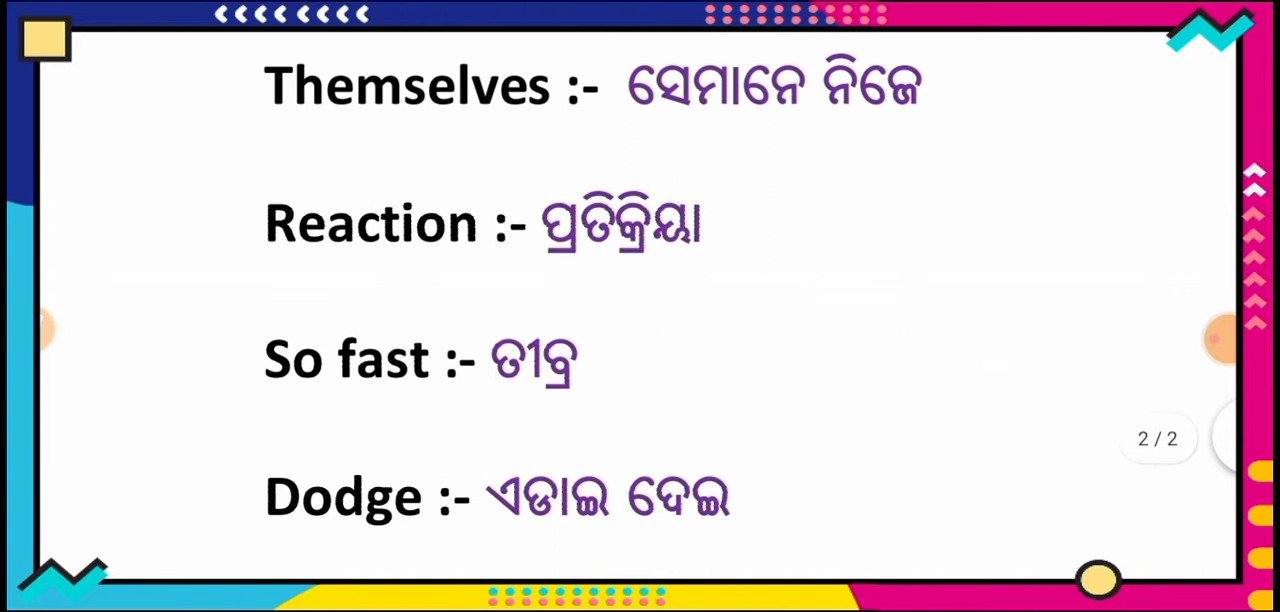 Themselves :- ସେମାନେ ନିଜେ
Reaction :- ପ୍ରତିକ୍ରିୟା
So fast :- ତୀବ୍ର
2 / 2
Dodge :- ଏଡାଇ ଦେଇ